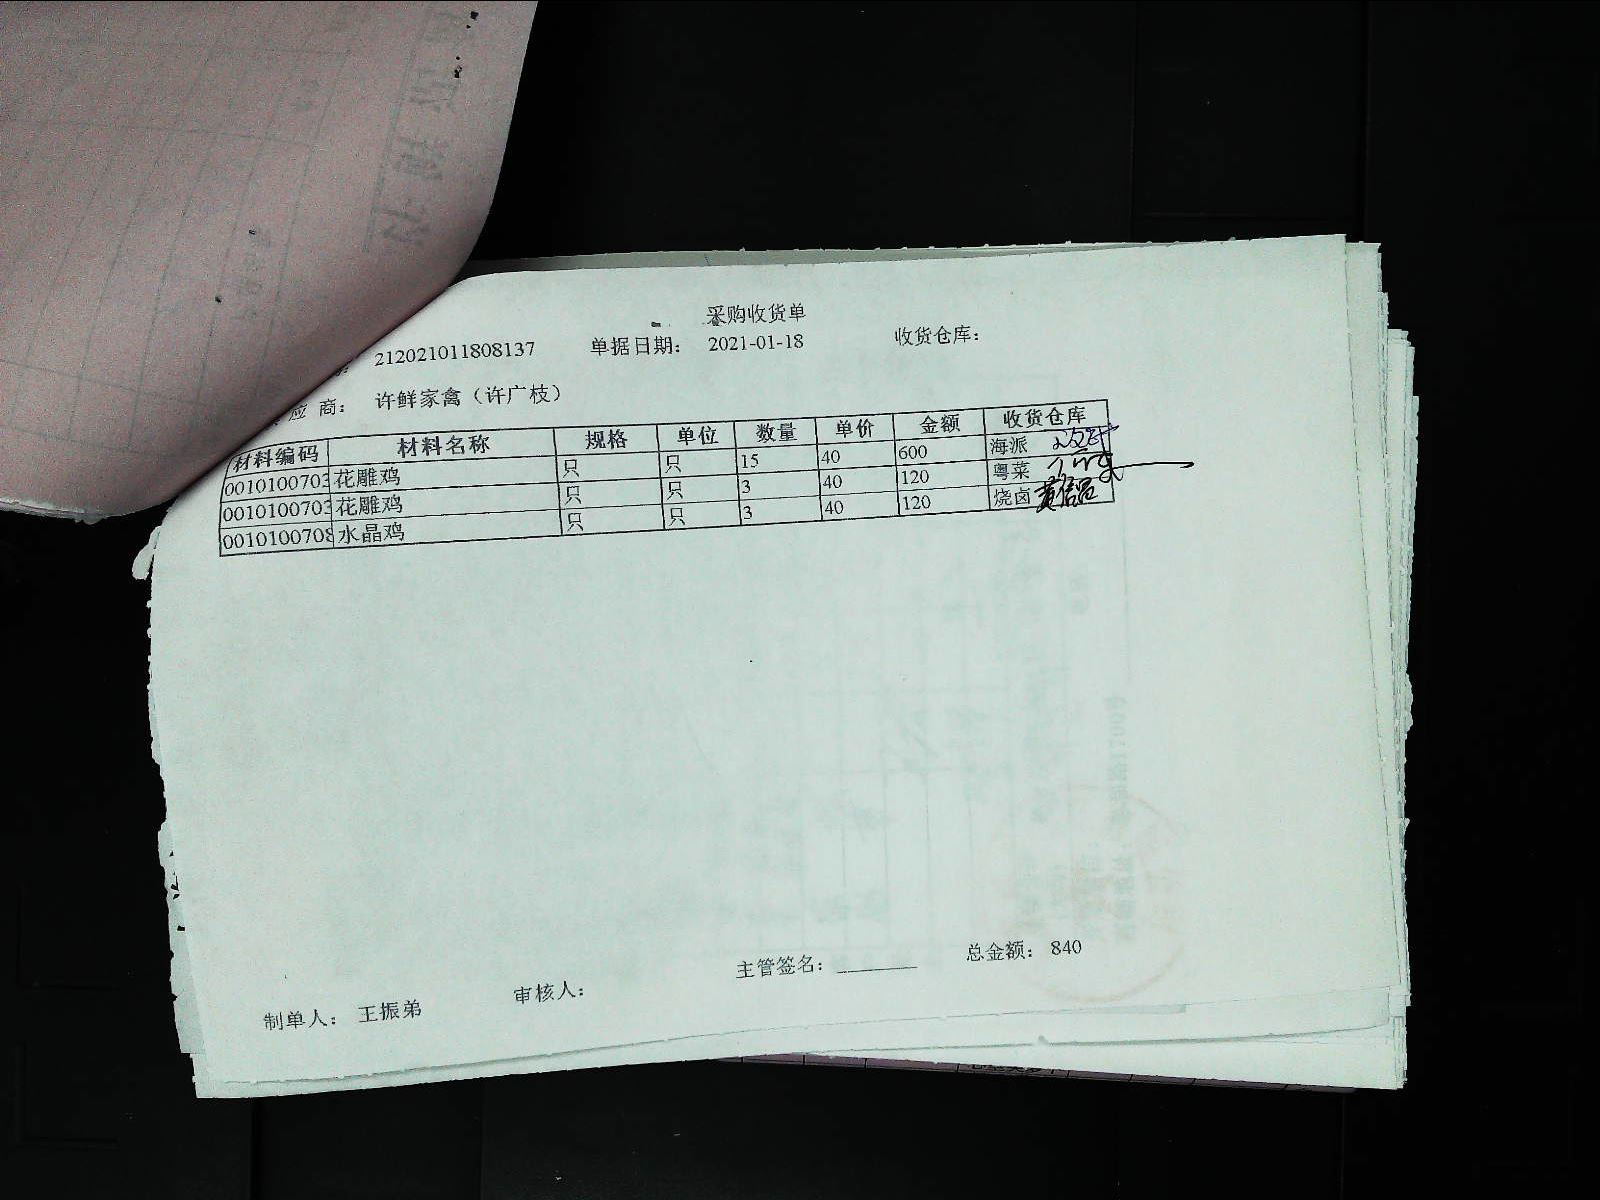 采购收货单
212021011808137 单据日期： 2021-01-18 收货仓库：
应 商： 许鲜家禽（许广枝）
材料编码 材料名称 规格 单位 数量 单价 金额 收货仓库
0010100703 花雕鸡 只 只 15 40 600 海派
0010100703 花雕鸡 只 只 3 40 120 粤菜
0010100708 水晶鸡 只 只 3 40 120 烧卤
主管签名： 总金额： 840
制单人： 王振弟 审核人：